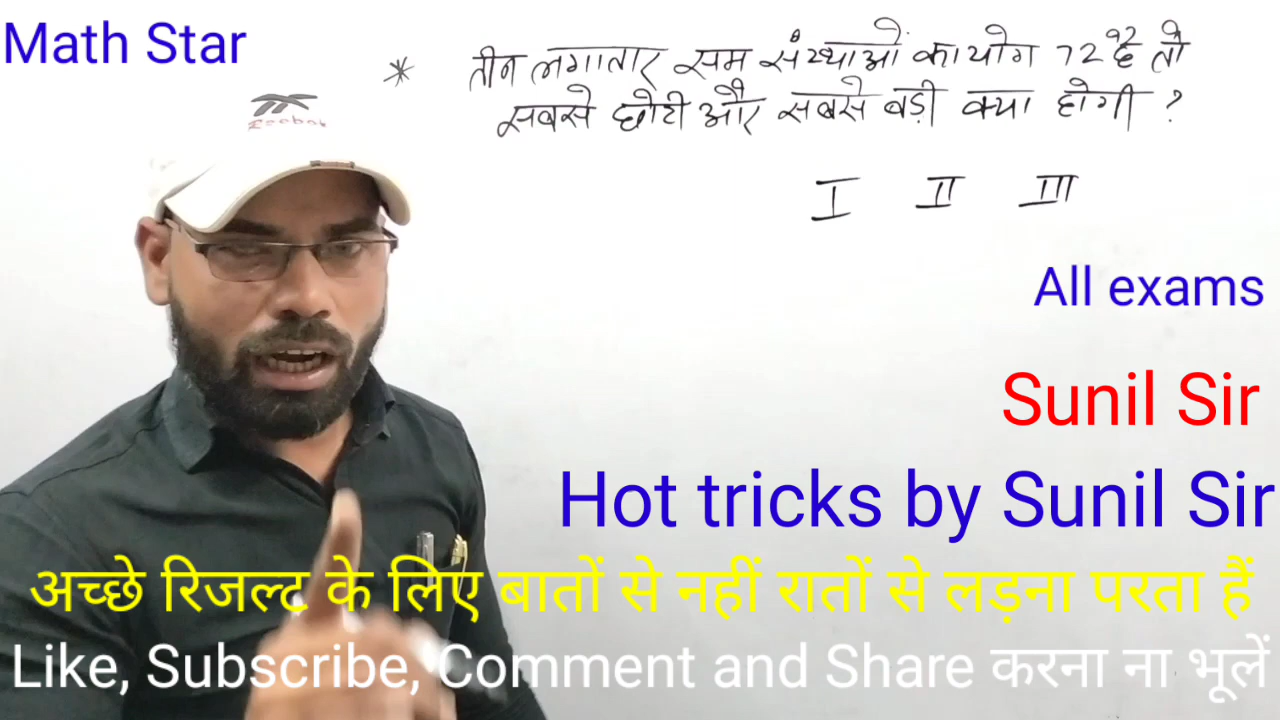 Math Star
* तीन लगातार सम संख्याओं का योग 72 है तो
सबसे छोटी और सबसे बड़ी क्या होगी ?
Reebok
I II III
All exams
Sunil Sir
Hot tricks by Sunil Sir
अच्छे रिजल्ट के लिए बातों से नहीं रातों से लड़ना परता हैं
Like, Subscribe, Comment and Share करना ना भूलें